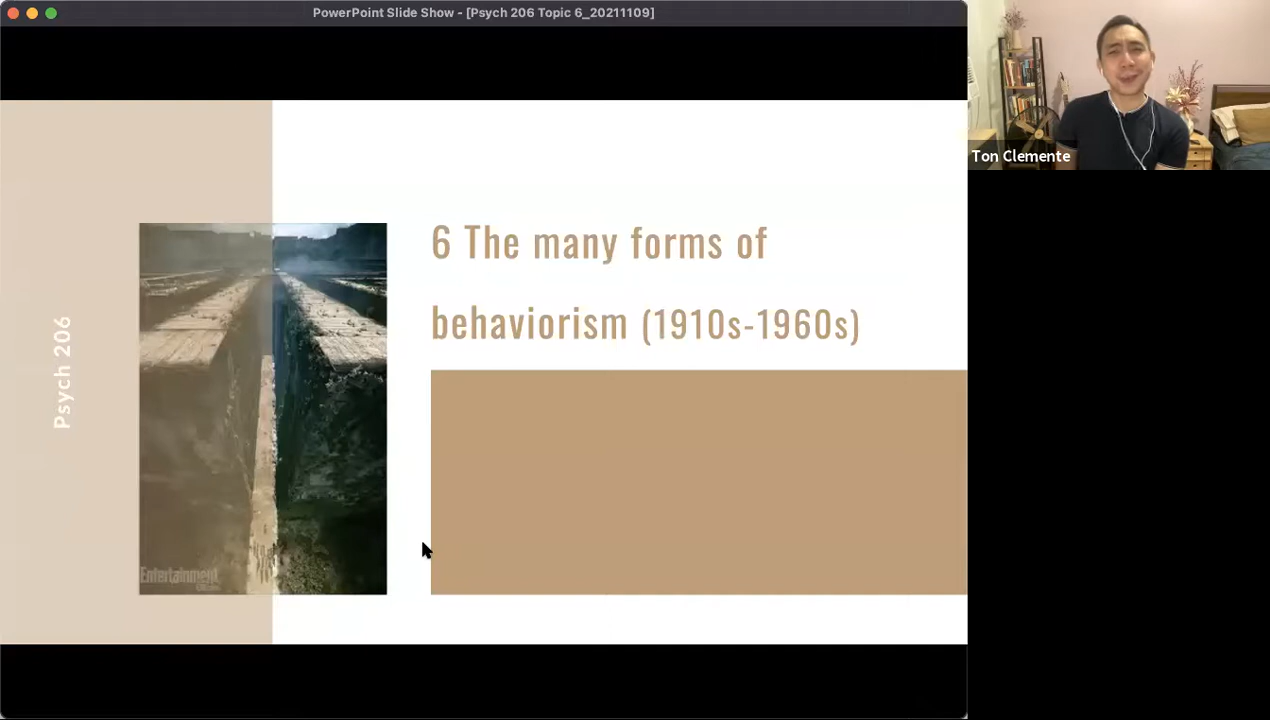 PowerPoint Slide Show - [Psych 206 Topic 6_20211109]
Ton Clemente
Psych 206
6 The many forms of
behaviorism (1910s-1960s)
Entertainment